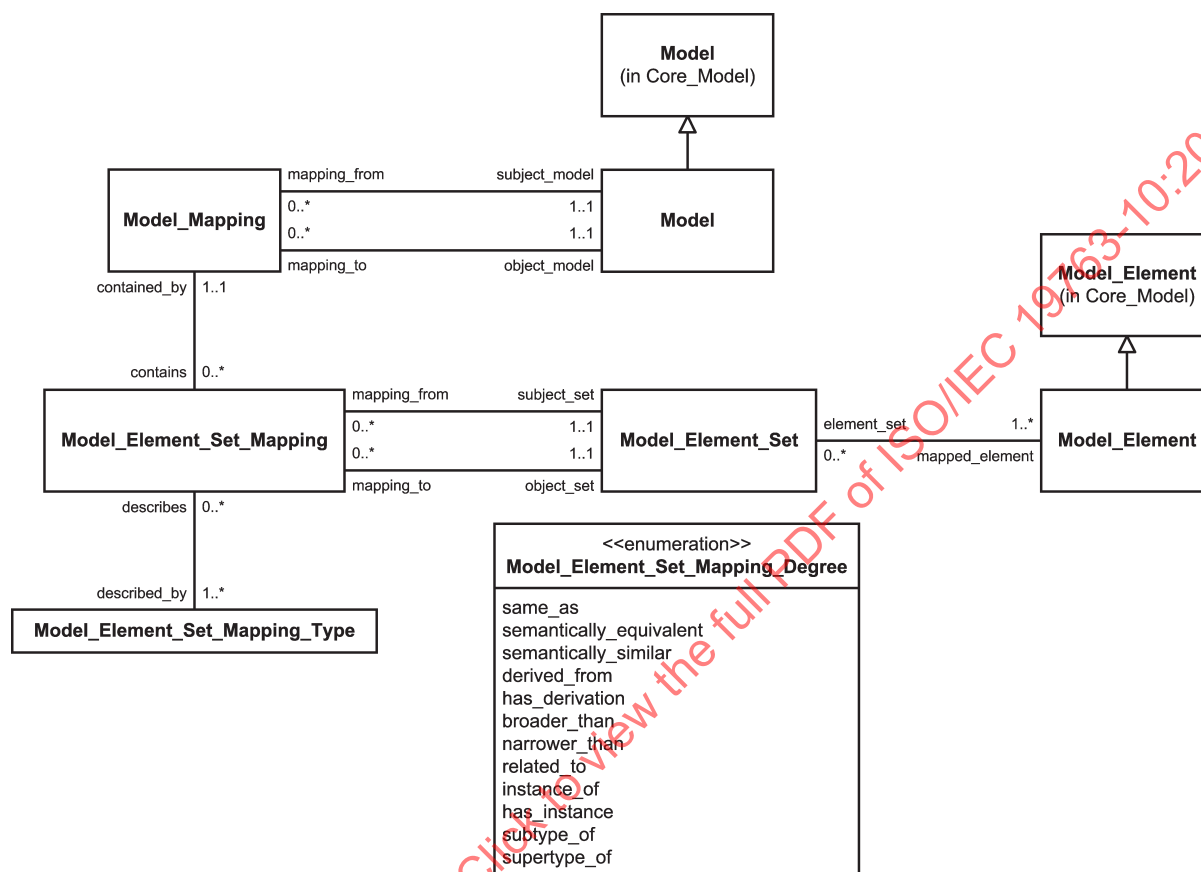 Model
(in Core_Model)
mapping_from
subject_model
Model_Mapping
0..*
1..1
Model
0..*
1..1
mapping_to
object_model
Model_Element
(in Core_Model)
contained_by
1..1
contains
0..*
mapping_from
subject_set
Model_Element_Set_Mapping
0..*
1..1
Model_Element_Set
element_set
1..*
Model_Element
0..*
1..1
0..*
mapped_element
mapping_to
object_set
describes
0..*
described_by
1..*
Model_Element_Set_Mapping_Type
<<enumeration>>
Model_Element_Set_Mapping_Degree
same_as
semantically_equivalent
semantically_similar
derived_from
has_derivation
broader_than
narrower_than
related_to
instance_of
has_instance
subtype_of
supertype_of
Click to view the full PDF of ISO/IEC 19763-10:20